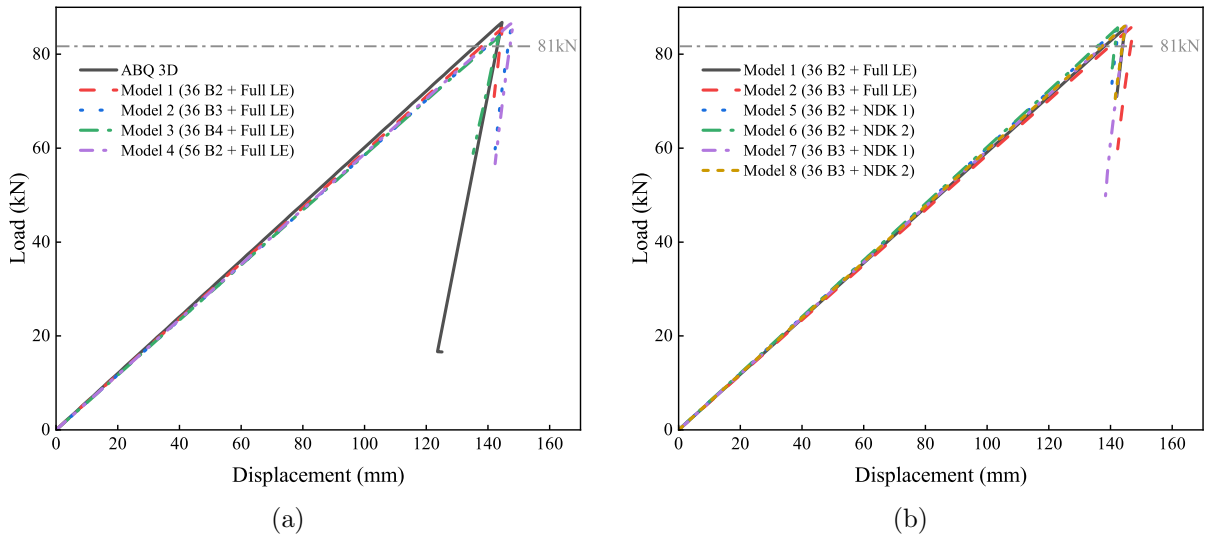 80
60
40
20
0
Load (kN)
81kN
ABQ 3D
Model 1 (36 B2 + Full LE)
Model 2 (36 B3 + Full LE)
Model 3 (36 B4 + Full LE)
Model 4 (56 B2 + Full LE)
0 20 40 60 80 100 120 140 160
Displacement (mm)
(a)
80
60
40
20
0
Load (kN)
81kN
Model 1 (36 B2 + Full LE)
Model 2 (36 B3 + Full LE)
Model 5 (36 B2 + NDK 1)
Model 6 (36 B2 + NDK 2)
Model 7 (36 B3 + NDK 1)
Model 8 (36 B3 + NDK 2)
0 20 40 60 80 100 120 140 160
Displacement (mm)
(b)